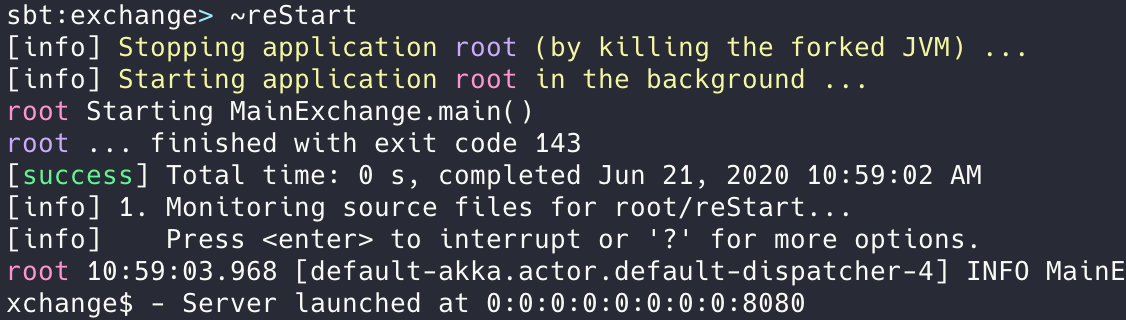 sbt:exchange> ~reStart
[info] Stopping application root (by killing the forked JVM) ...
[info] Starting application root in the background ...
root Starting MainExchange.main()
root ... finished with exit code 143
[success] Total time: 0 s, completed Jun 21, 2020 10:59:02 AM
[info] 1. Monitoring source files for root/reStart...
[info]    Press <enter> to interrupt or '?' for more options.
root 10:59:03.968 [default-akka.actor.default-dispatcher-4] INFO MainE
xchange$ - Server launched at 0:0:0:0:0:0:0:0:8080